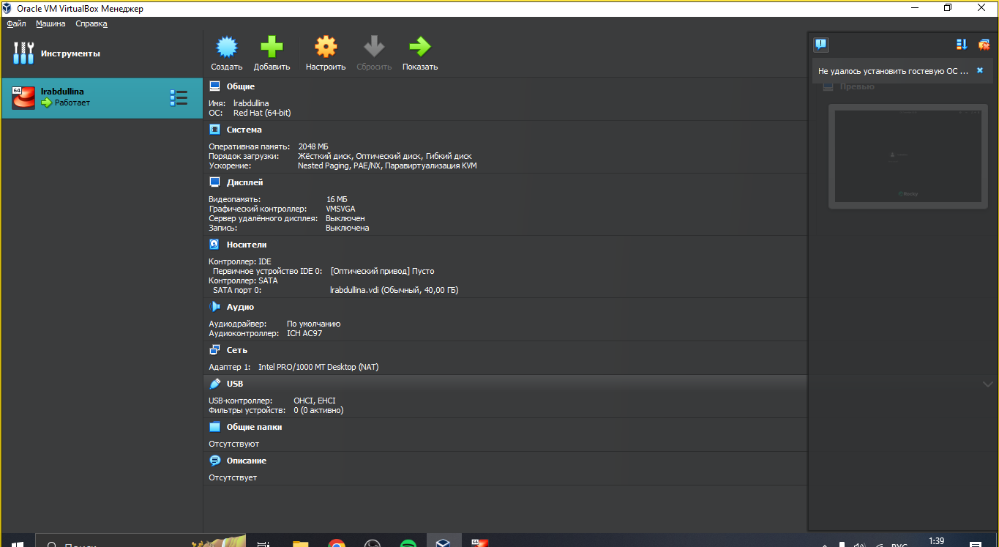 Oracle VM VirtualBox Менеджер
Файл Машина Справка
Инструменты
Создать Добавить Настроить Сбросить Показать
Не удалось установить гостевую ОС ...
64
lrabdullina
Работает
Общие
Имя: lrabdullina
ОС: Red Hat (64-bit)
Превью
Система
Оперативная память: 2048 МБ
Порядок загрузки: Жёсткий диск, Оптический диск, Гибкий диск
Ускорение: Nested Paging, PAE/NX, Паравиртуализация KVM
Rocky
Дисплей
Видеопамять: 16 МБ
Графический контроллер: VMSVGA
Сервер удалённого дисплея: Выключен
Запись: Выключена
Носители
Контроллер: IDE
Первичное устройство IDE 0: [Оптический привод] Пусто
Контроллер: SATA
SATA порт 0: lrabdullina.vdi (Обычный, 40,00 ГБ)
Аудио
Аудиодрайвер: По умолчанию
Аудиоконтроллер: ICH AC97
Сеть
Адаптер 1: Intel PRO/1000 MT Desktop (NAT)
USB
USB-контроллер: OHCI, EHCI
Фильтры устройств: 0 (0 активно)
Общие папки
Отсутствуют
Описание
Отсутствует
64
1:39